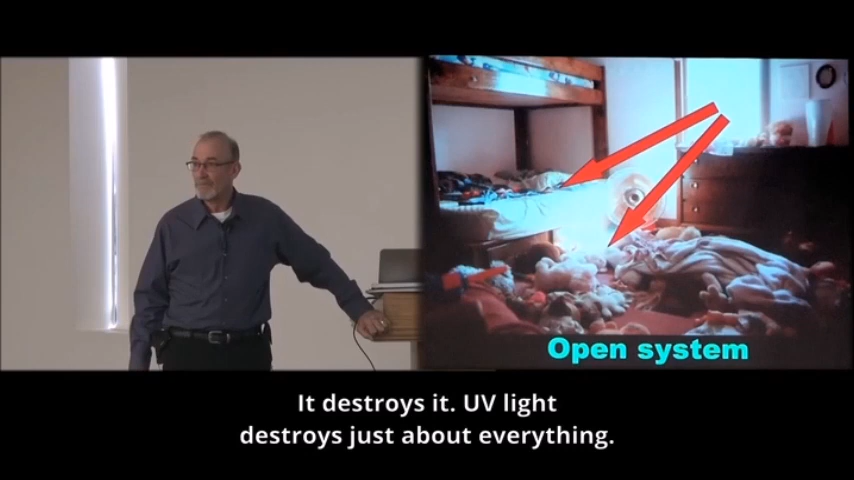 Open system
It destroys it. UV light
destroys just about everything.